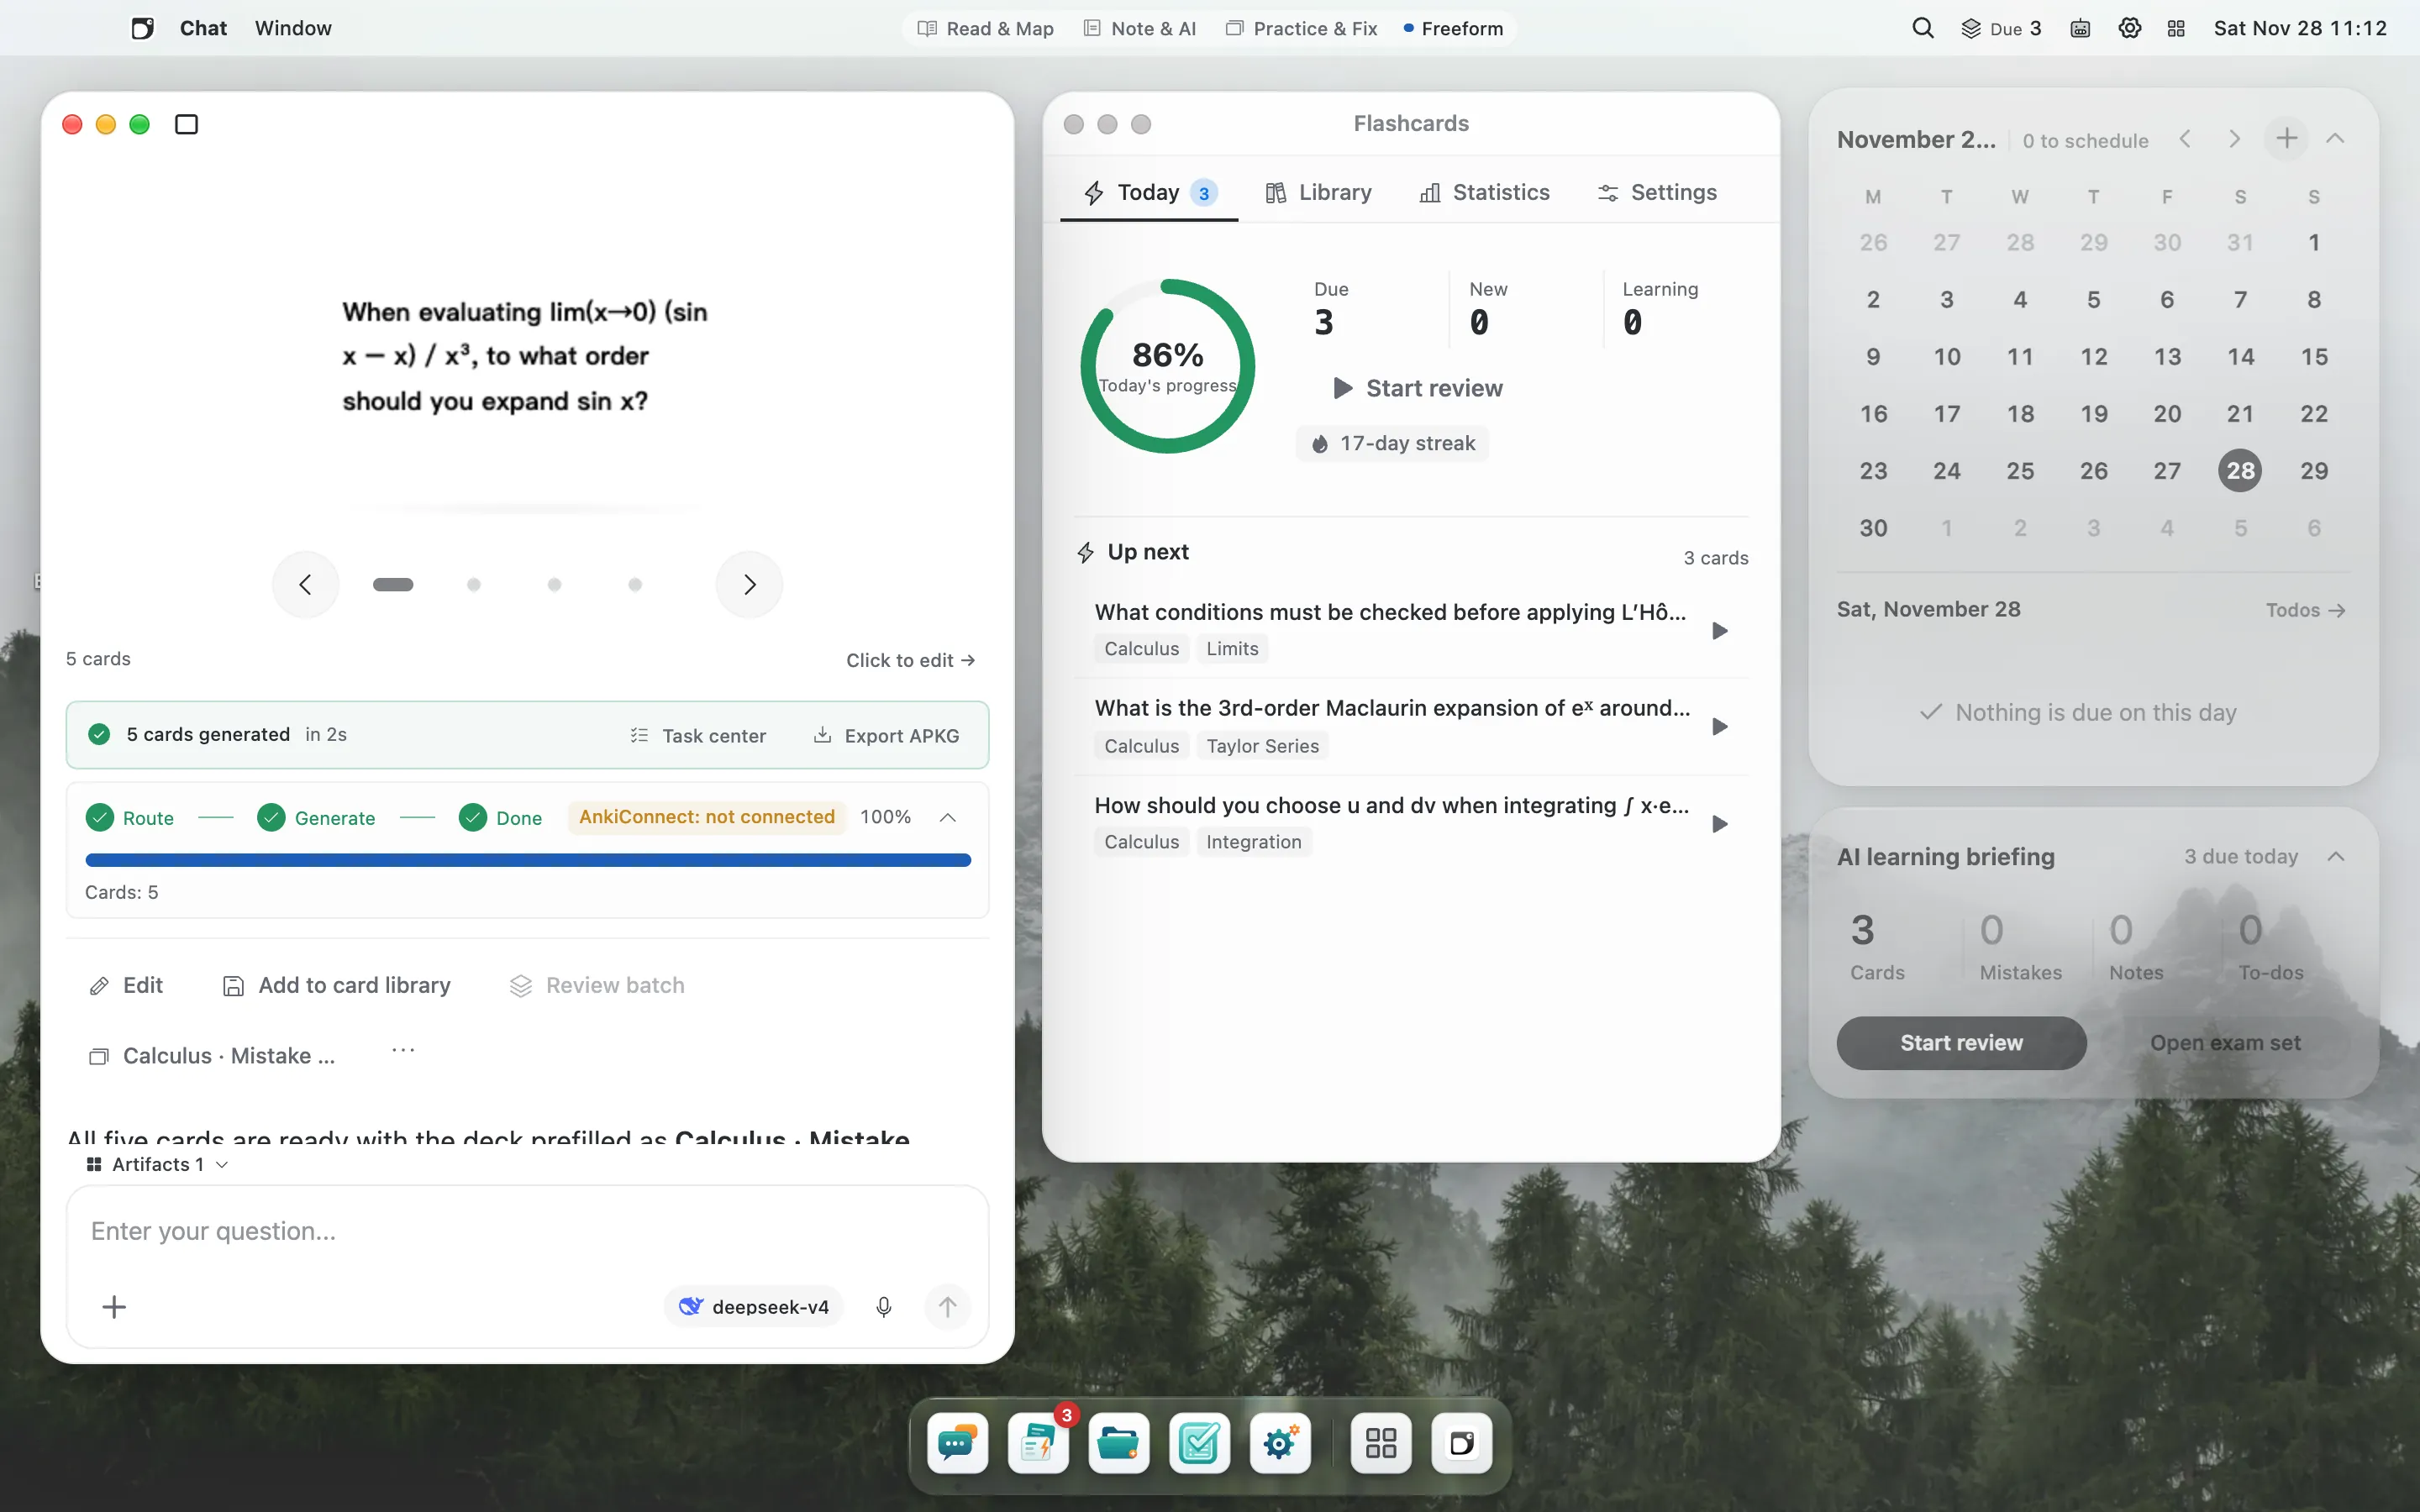 Chat
Window
Read & Map
Note & AI
Practice & Fix
Freeform
Due 3
Sat Nov 28 11:12
When evaluating lim(x→0) (sin
x − x) / x³, to what order
should you expand sin x?
5 cards
Click to edit →
5 cards generated in 2s
Task center
Export APKG
Route
Generate
Done
AnkiConnect: not connected
100%
Cards: 5
Edit
Add to card library
Review batch
Calculus · Mistake ...
All five cards are ready with the deck prefilled as Calculus · Mistake
Artifacts 1
Enter your question...
deepseek-v4
Flashcards
Today 3
Library
Statistics
Settings
86%
Today's progress
Due
3
New
0
Learning
0
Start review
17-day streak
Up next
3 cards
What conditions must be checked before applying L'Hô...
Calculus
Limits
What is the 3rd-order Maclaurin expansion of eˣ around...
Calculus
Taylor Series
How should you choose u and dv when integrating ∫ x·e...
Calculus
Integration
November 2...
0 to schedule
M T W T F S S
26 27 28 29 30 31 1
2 3 4 5 6 7 8
9 10 11 12 13 14 15
16 17 18 19 20 21 22
23 24 25 26 27 28 29
30 1 2 3 4 5 6
Sat, November 28
Todos →
Nothing is due on this day
AI learning briefing
3 due today
3
Cards
0
Mistakes
0
Notes
0
To-dos
Start review
Open exam set
3